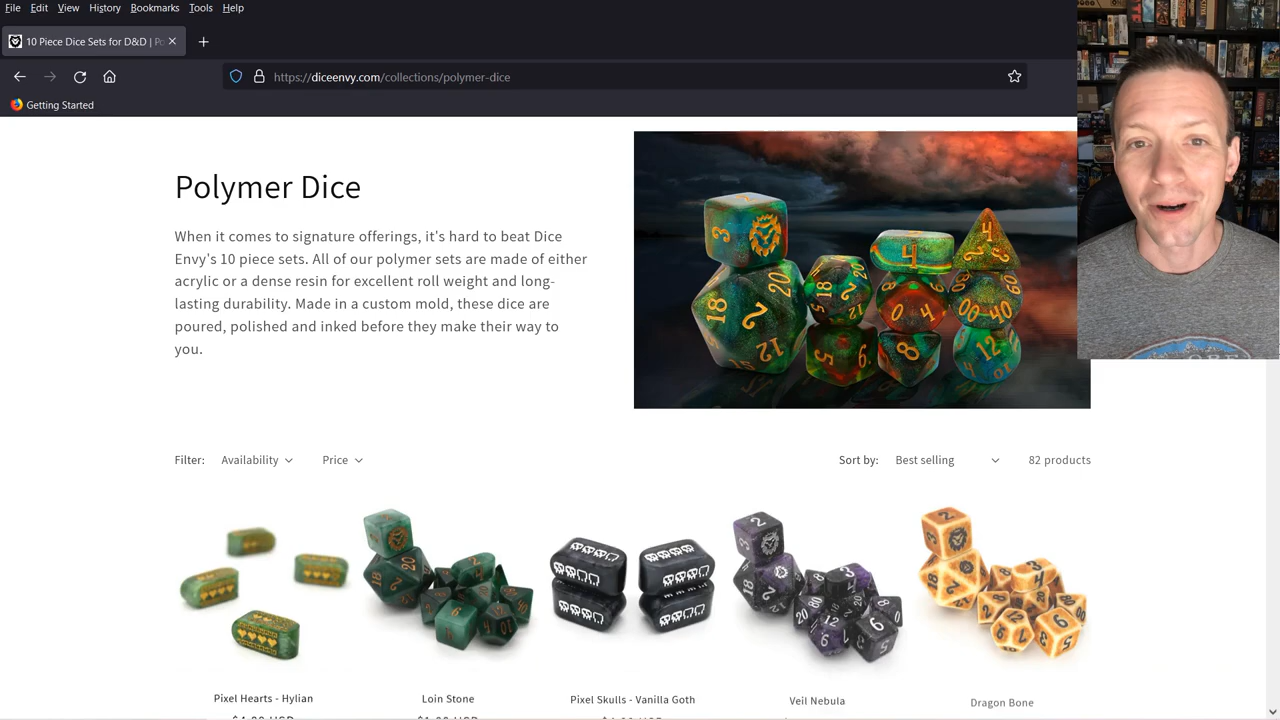 File Edit View History Bookmarks Tools Help
10 Piece Dice Sets for D&D | Po
https://diceenvy.com/collections/polymer-dice
Getting Started
Polymer Dice
When it comes to signature offerings, it's hard to beat Dice
Envy's 10 piece sets. All of our polymer sets are made of either
acrylic or a dense resin for excellent roll weight and long-
lasting durability. Made in a custom mold, these dice are
poured, polished and inked before they make their way to
you.
Filter: Availability Price Sort by: Best selling 82 products
Pixel Hearts - Hylian Loin Stone Pixel Skulls - Vanilla Goth Veil Nebula Dragon Bone